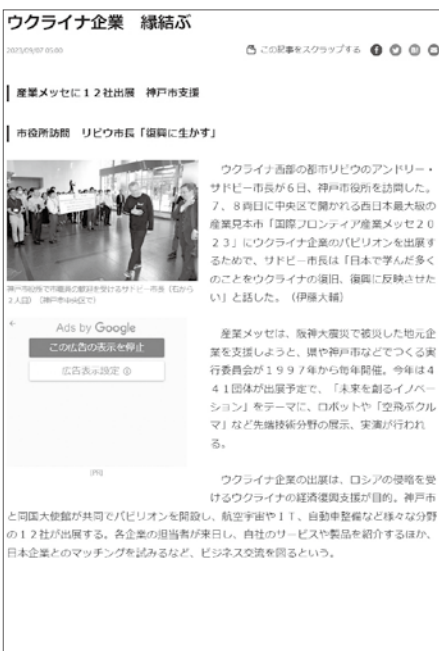 ウクライナ企業　縁結ぶ
2023/09/07 05:00
この記事をスクラップする
産業メッセに１２社出展　神戸市支援
市役所訪問　リビウ市長「復興に生かす」
ウクライナ西部の都市リビウのアンドリー・
サドビー市長が６日、神戸市役所を訪問した。
７、８両日に中央区で開かれる西日本最大級の
産業見本市「国際フロンティア産業メッセ２０
２３」にウクライナ企業のパビリオンを出展す
るためで、サドビー市長は「日本で学んだ多く
のことをウクライナの復旧、復興に反映させた
い」と話した。（伊藤大輔）
神戸市役所で市職員の歓迎を受けるサドビー市長（右から
２人目）（神戸市中央区で）
Ads by Google
この広告の表示を停止
広告表示設定
[PR]
産業メッセは、阪神大震災で被災した地元企
業を支援しようと、県や神戸市などでつくる実
行委員会が１９９７年から毎年開催。今年は４
４１団体が出展予定で、「未来を創るイノベー
ション」をテーマに、ロボットや「空飛ぶクル
マ」など先端技術分野の展示、実演が行われ
る。
ウクライナ企業の出展は、ロシアの侵略を受
けるウクライナの経済復興支援が目的。神戸市
と同国大使館が共同でパビリオンを開設し、航空宇宙やＩＴ、自動車整備など様々な分野
の１２社が出展する。各企業の担当者が来日し、自社のサービスや製品を紹介するほか、
日本企業とのマッチングを試みるなど、ビジネス交流を図るという。